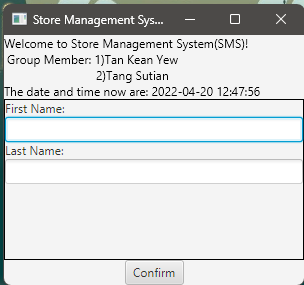 Store Management Sys...
Welcome to Store Management System(SMS)!
Group Member: 1)Tan Kean Yew
2)Tang Sutian
The date and time now are: 2022-04-20 12:47:56
First Name:
Last Name:
Confirm